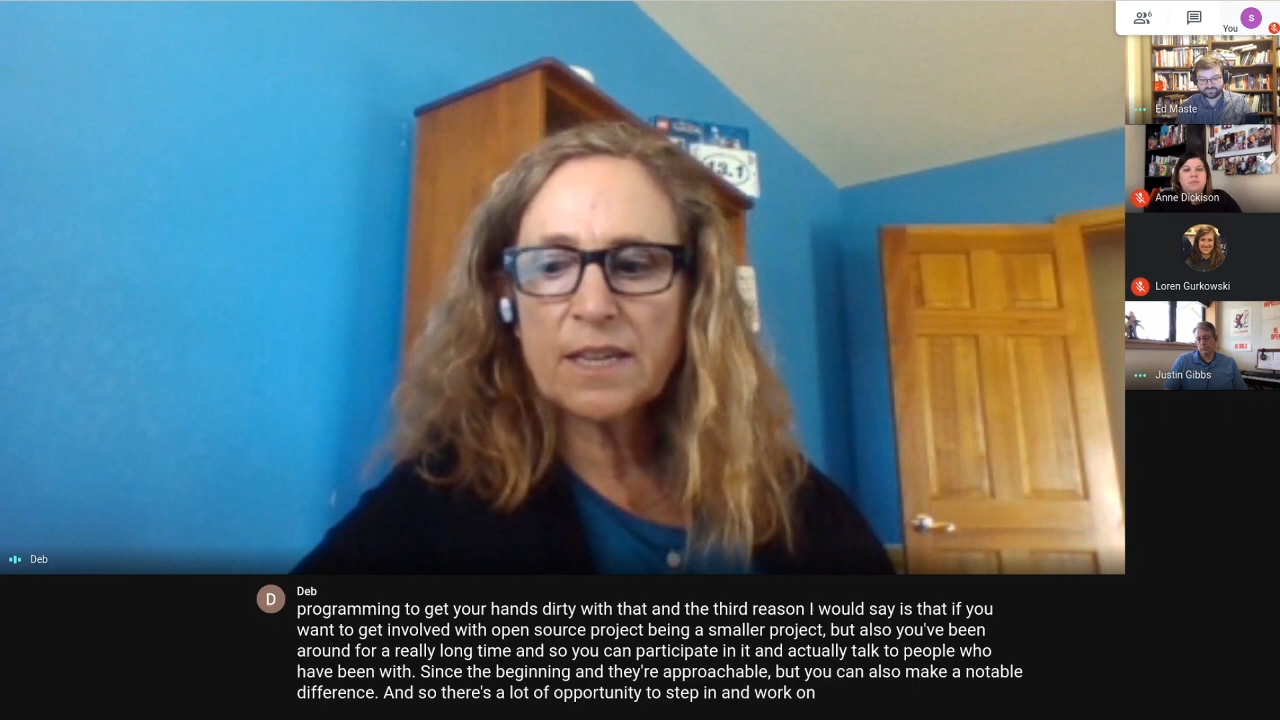 6
You
S
Ed Maste
13.1
Anne Dickison
Loren Gurkowski
Justin Gibbs
Deb
D
Deb
programming to get your hands dirty with that and the third reason I would say is that if you
want to get involved with open source project being a smaller project, but also you've been
around for a really long time and so you can participate in it and actually talk to people who
have been with. Since the beginning and they're approachable, but you can also make a notable
difference. And so there's a lot of opportunity to step in and work on